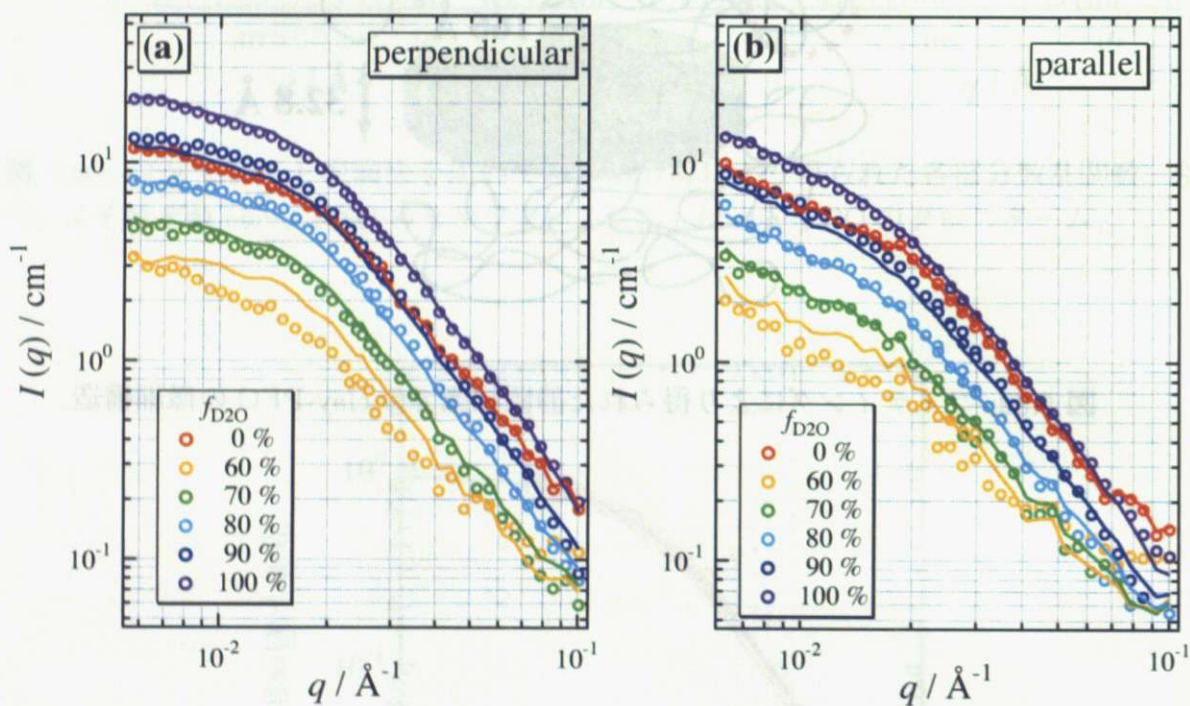 (a)
perpendicular
I (q) / cm⁻¹
10¹
10⁰
10⁻¹
f_D2O
0 %
60 %
70 %
80 %
90 %
100 %
10⁻²
10⁻¹
q / Å⁻¹
(b)
parallel
I (q) / cm⁻¹
10¹
10⁰
10⁻¹
f_D2O
0 %
60 %
70 %
80 %
90 %
100 %
10⁻²
10⁻¹
q / Å⁻¹
32.8 Å